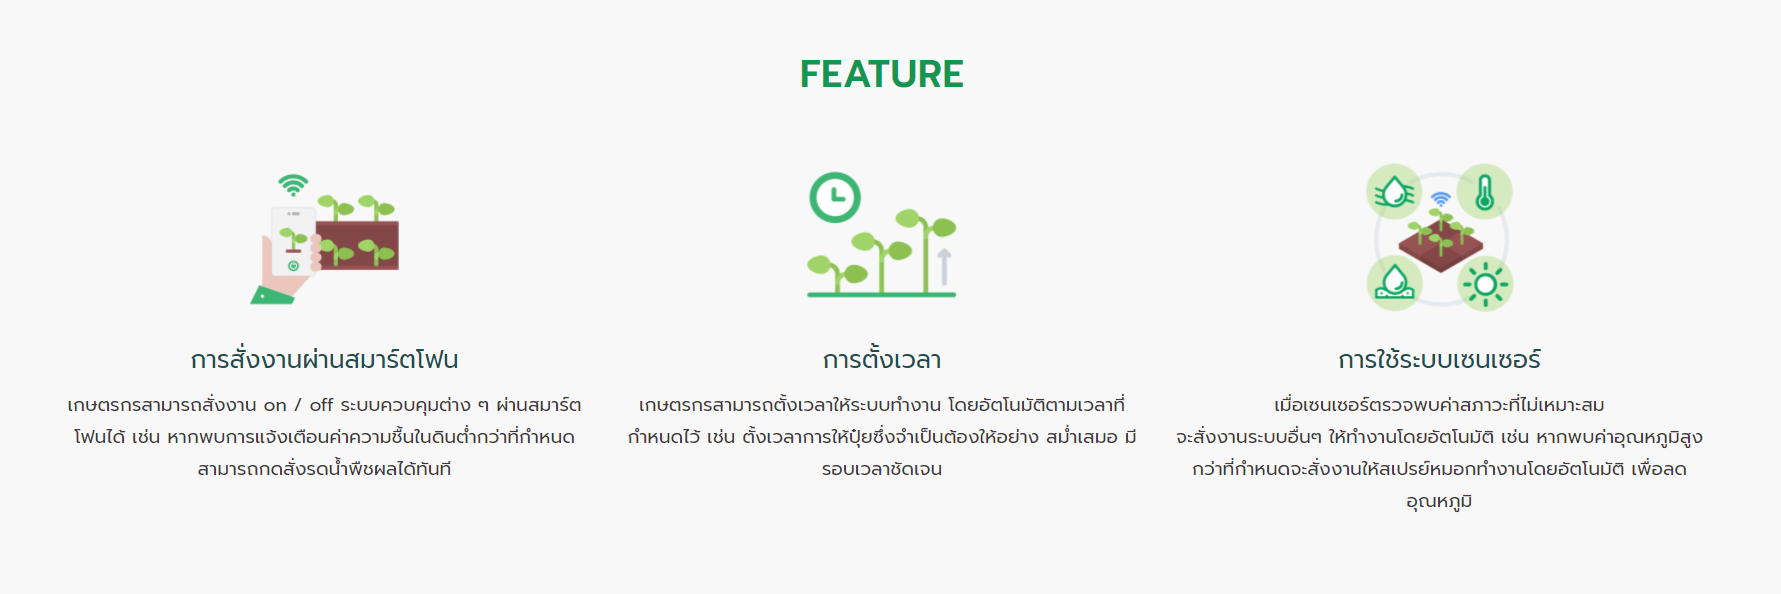 FEATURE
การสั่งงานผ่านสมาร์ตโฟน
เกษตรกรสามารถสั่งงาน on / off ระบบควบคุมต่าง ๆ ผ่านสมาร์ต
โฟนได้ เช่น หากพบการแจ้งเตือนค่าความชื้นในดินต่ำกว่าที่กำหนด
สามารถกดสั่งรดน้ำพืชผลได้ทันที
การตั้งเวลา
เกษตรกรสามารถตั้งเวลาให้ระบบทำงาน โดยอัตโนมัติตามเวลาที่
กำหนดไว้ เช่น ตั้งเวลาการให้ปุ๋ยซึ่งจำเป็นต้องให้อย่าง สม่ำเสมอ มี
รอบเวลาชัดเจน
การใช้ระบบเซนเซอร์
เมื่อเซนเซอร์ตรวจพบค่าสภาวะที่ไม่เหมาะสม
จะสั่งงานระบบอื่นๆ ให้ทำงานโดยอัตโนมัติ เช่น หากพบค่าอุณหภูมิสูง
กว่าที่กำหนดจะสั่งงานให้สเปรย์หมอกทำงานโดยอัตโนมัติ เพื่อลด
อุณหภูมิ